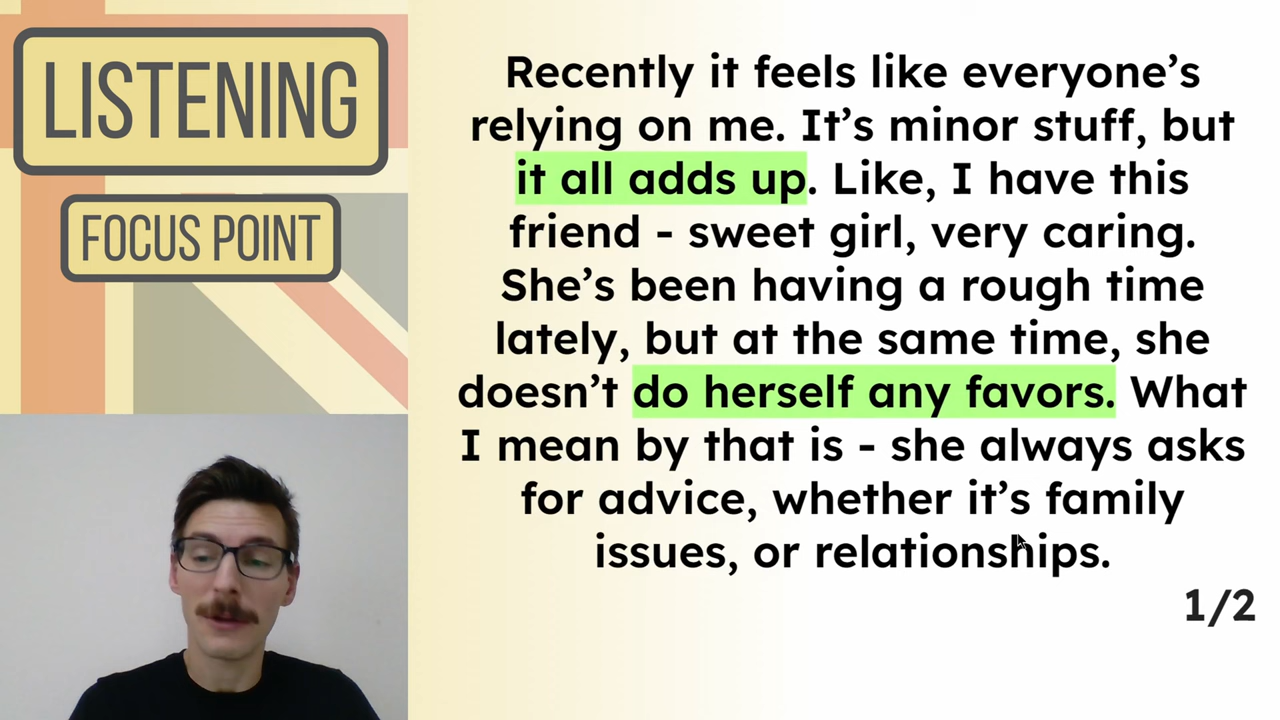 LISTENING
FOCUS POINT
Recently it feels like everyone’s
relying on me. It’s minor stuff, but
it all adds up. Like, I have this
friend - sweet girl, very caring.
She’s been having a rough time
lately, but at the same time, she
doesn’t do herself any favors. What
I mean by that is - she always asks
for advice, whether it’s family
issues, or relationships.
1/2